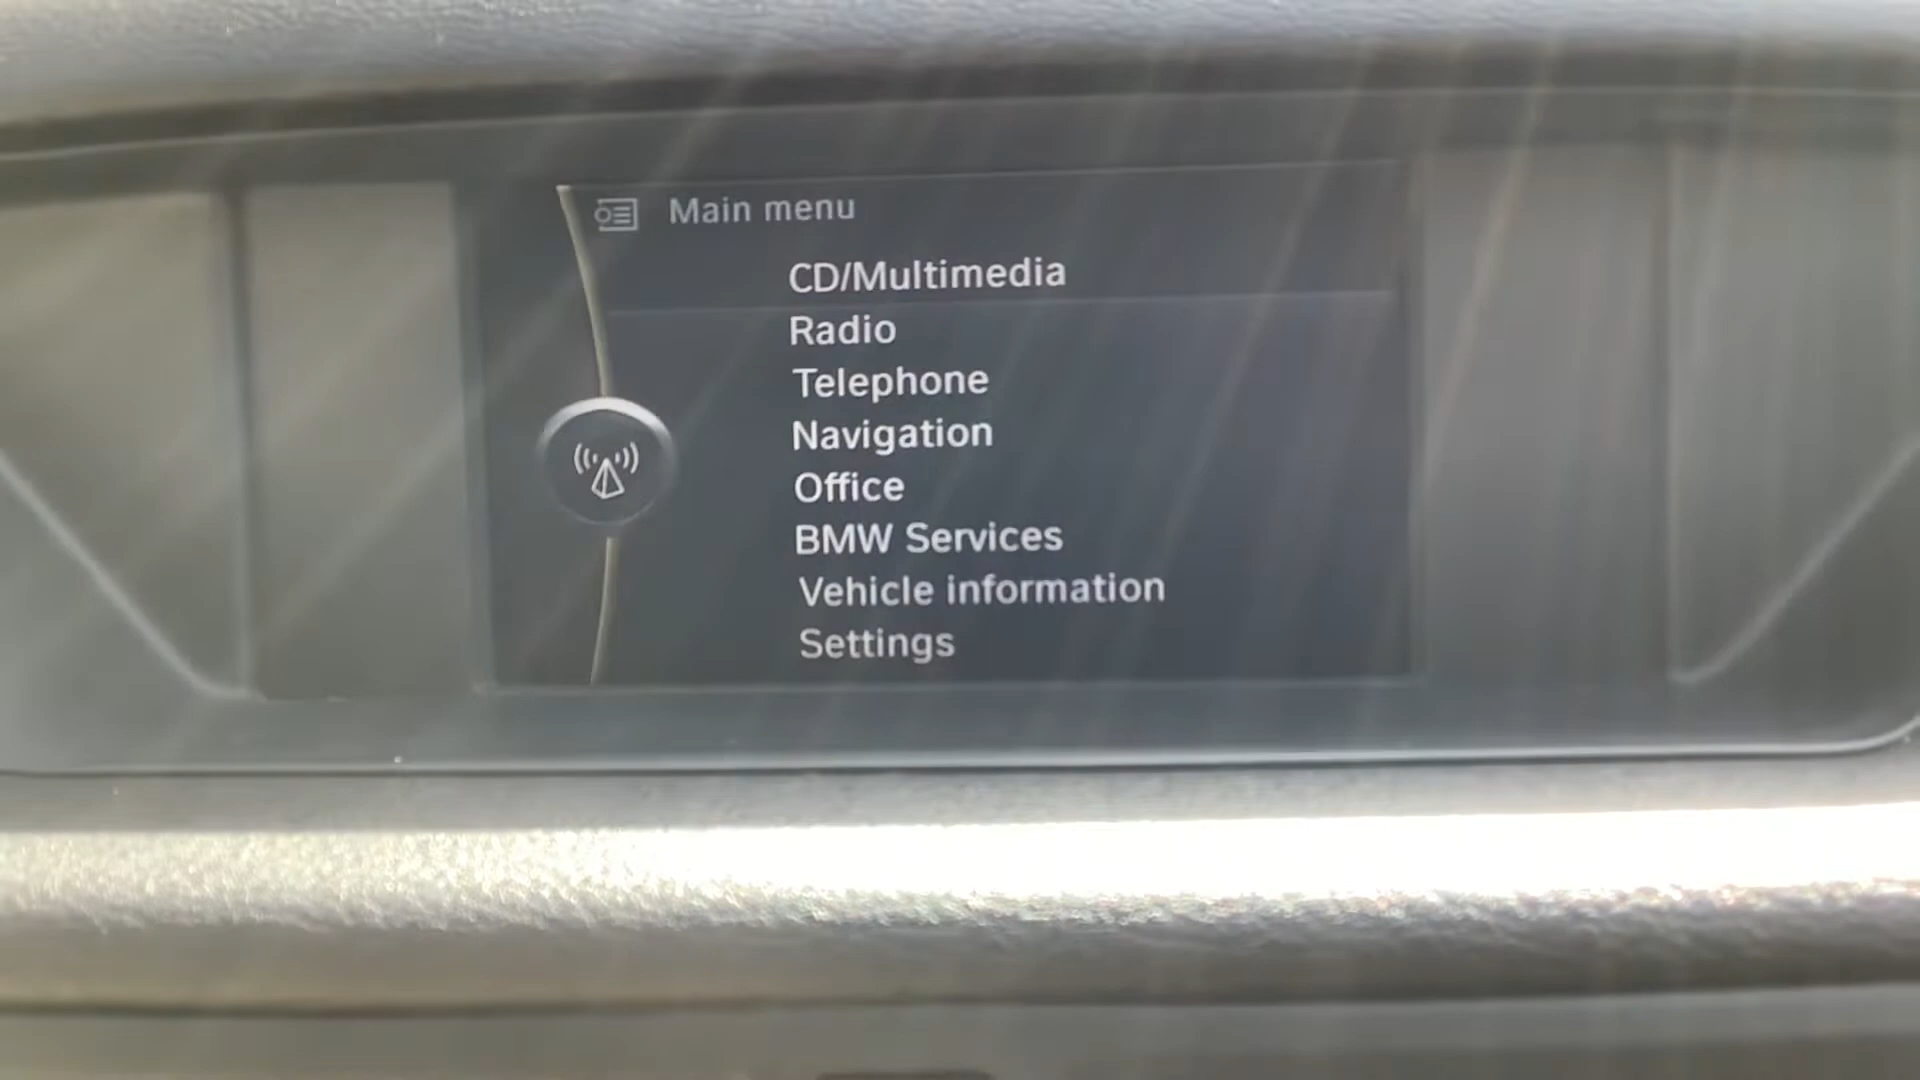 Main menu
CD/Multimedia
Radio
Telephone
Navigation
Office
BMW Services
Vehicle information
Settings